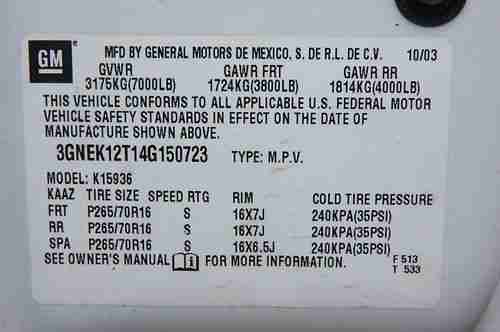 GM
MFD BY GENERAL MOTORS DE MEXICO, S. DE R.L. DE C.V. 10/03
GVWR GAWR FRT GAWR RR
3175KG(7000LB) 1724KG(3800LB) 1814KG(4000LB)
THIS VEHICLE CONFORMS TO ALL APPLICABLE U.S. FEDERAL MOTOR
VEHICLE SAFETY STANDARDS IN EFFECT ON THE DATE OF
MANUFACTURE SHOWN ABOVE.
3GNEK12T14G150723 TYPE: M.P.V.
MODEL: K15936
KAAZ TIRE SIZE SPEED RTG RIM COLD TIRE PRESSURE
FRT P265/70R16 S 16X7J 240KPA(35PSI)
RR P265/70R16 S 16X7J 240KPA(35PSI)
SPA P265/70R16 S 16X6.5J 240KPA(35PSI)
SEE OWNER'S MANUAL FOR MORE INFORMATION. F 513
T 533